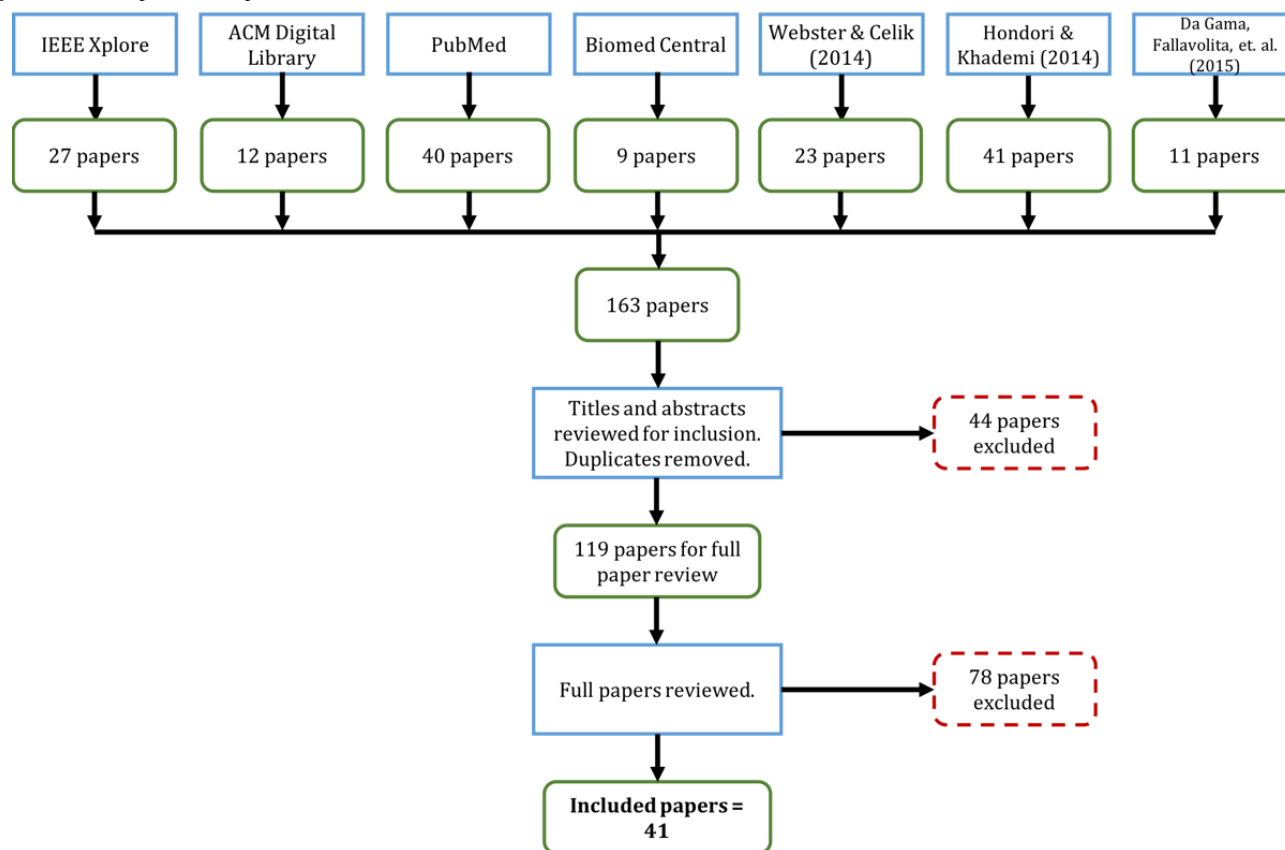 IEEE Xplore
ACM Digital
Library
PubMed
Biomed Central
Webster & Celik
(2014)
Hondori &
Khademi (2014)
Da Gama,
Fallavolita, et. al.
(2015)
27 papers
12 papers
40 papers
9 papers
23 papers
41 papers
11 papers
163 papers
Titles and abstracts
reviewed for inclusion.
Duplicates removed.
44 papers
excluded
119 papers for full
paper review
Full papers reviewed.
78 papers
excluded
Included papers =
41